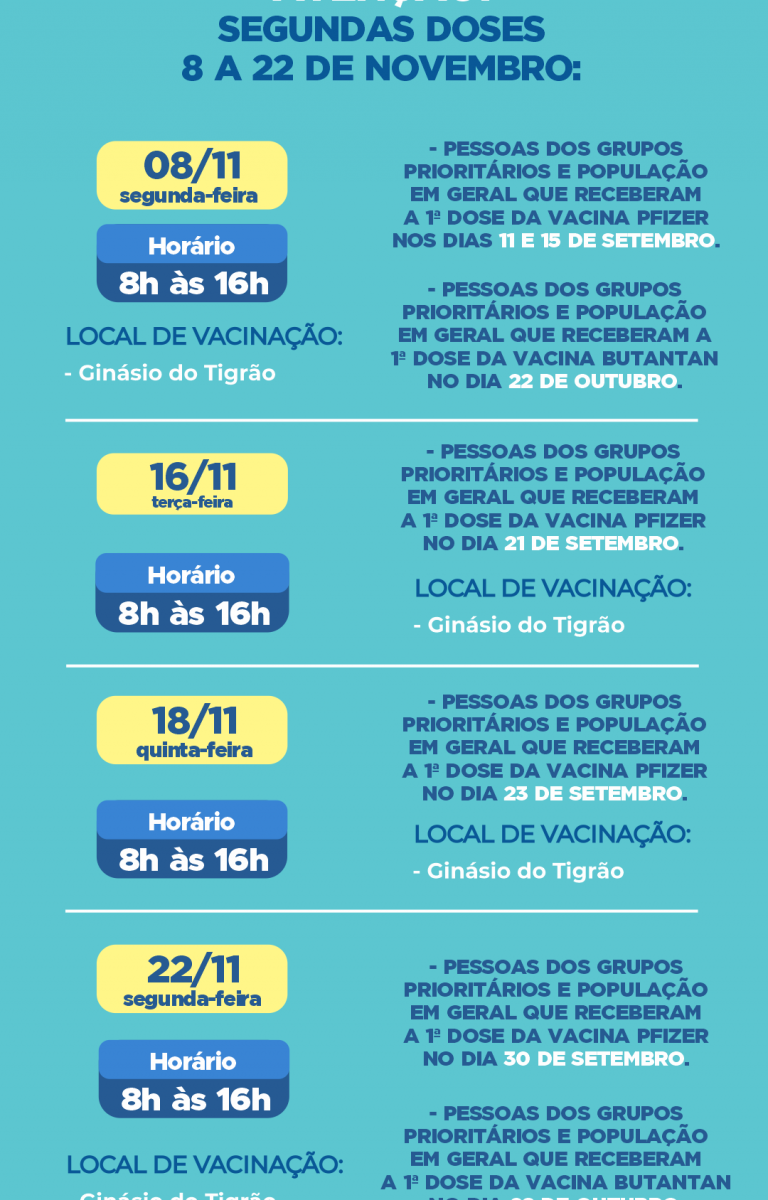 SEGUNDAS DOSES
8 A 22 DE NOVEMBRO:
08/11
segunda-feira
Horário
8h às 16h
LOCAL DE VACINAÇÃO:
- Ginásio do Tigrão
- PESSOAS DOS GRUPOS
PRIORITÁRIOS E POPULAÇÃO
EM GERAL QUE RECEBERAM
A 1ª DOSE DA VACINA PFIZER
NOS DIAS 11 E 15 DE SETEMBRO.
- PESSOAS DOS GRUPOS
PRIORITÁRIOS E POPULAÇÃO
EM GERAL QUE RECEBERAM A
1ª DOSE DA VACINA BUTANTAN
NO DIA 22 DE OUTUBRO.
16/11
terça-feira
Horário
8h às 16h
- PESSOAS DOS GRUPOS
PRIORITÁRIOS E POPULAÇÃO
EM GERAL QUE RECEBERAM
A 1ª DOSE DA VACINA PFIZER
NO DIA 21 DE SETEMBRO.
LOCAL DE VACINAÇÃO:
- Ginásio do Tigrão
18/11
quinta-feira
Horário
8h às 16h
- PESSOAS DOS GRUPOS
PRIORITÁRIOS E POPULAÇÃO
EM GERAL QUE RECEBERAM
A 1ª DOSE DA VACINA PFIZER
NO DIA 23 DE SETEMBRO.
LOCAL DE VACINAÇÃO:
- Ginásio do Tigrão
22/11
segunda-feira
Horário
8h às 16h
LOCAL DE VACINAÇÃO:
- Ginásio do Tigrão
- PESSOAS DOS GRUPOS
PRIORITÁRIOS E POPULAÇÃO
EM GERAL QUE RECEBERAM
A 1ª DOSE DA VACINA PFIZER
NO DIA 30 DE SETEMBRO.
- PESSOAS DOS GRUPOS
PRIORITÁRIOS E POPULAÇÃO
EM GERAL QUE RECEBERAM
A 1ª DOSE DA VACINA BUTANTAN